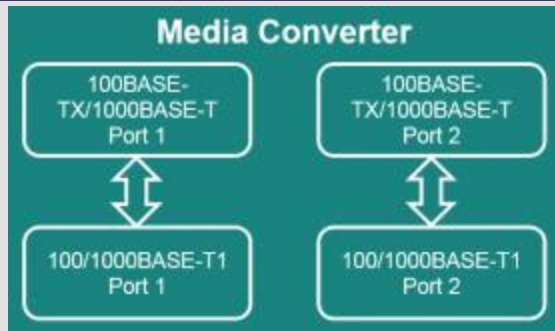 Media Converter
100BASE-
TX/1000BASE-T
Port 1
100BASE-
TX/1000BASE-T
Port 2
100/1000BASE-T1
Port 1
100/1000BASE-T1
Port 2